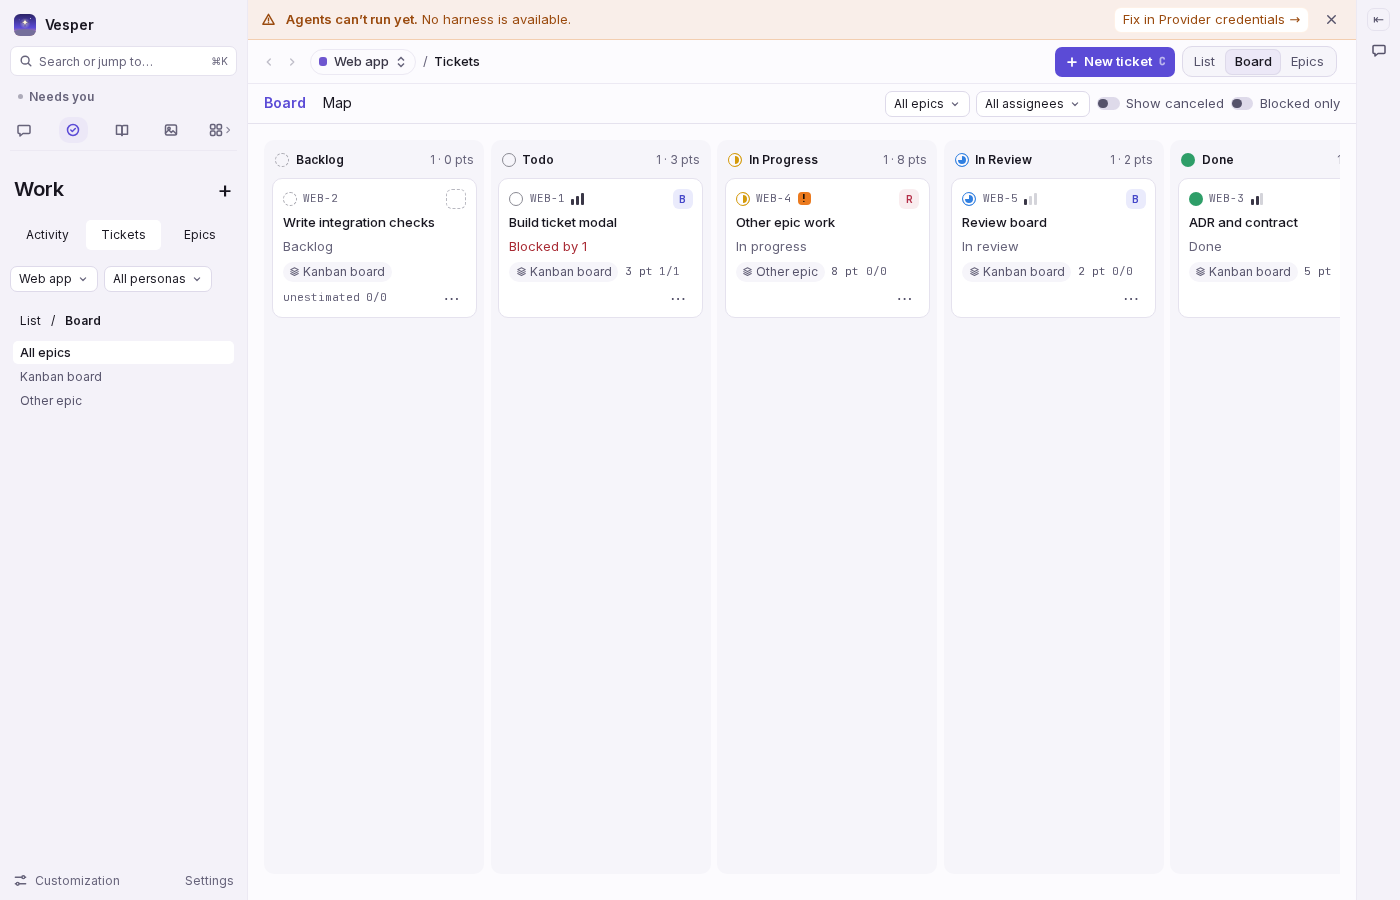 Vesper
Search or jump to… ⌘K
Needs you
Work
Activity Tickets Epics
Web app All personas
List / Board
All epics
Kanban board
Other epic
Customization Settings
Agents can’t run yet. No harness is available. Fix in Provider credentials →
Web app / Tickets New ticket C List Board Epics
Board Map All epics All assignees Show canceled Blocked only
Backlog 1 · 0 pts
WEB-2
Write integration checks
Backlog
Kanban board
unestimated 0/0 ...
Todo 1 · 3 pts
WEB-1 B
Build ticket modal
Blocked by 1
Kanban board 3 pt 1/1
...
In Progress 1 · 8 pts
WEB-4 ! R
Other epic work
In progress
Other epic 8 pt 0/0
...
In Review 1 · 2 pts
WEB-5 B
Review board
In review
Kanban board 2 pt 0/0
...
Done
WEB-3
ADR and contract
Done
Kanban board 5 pt